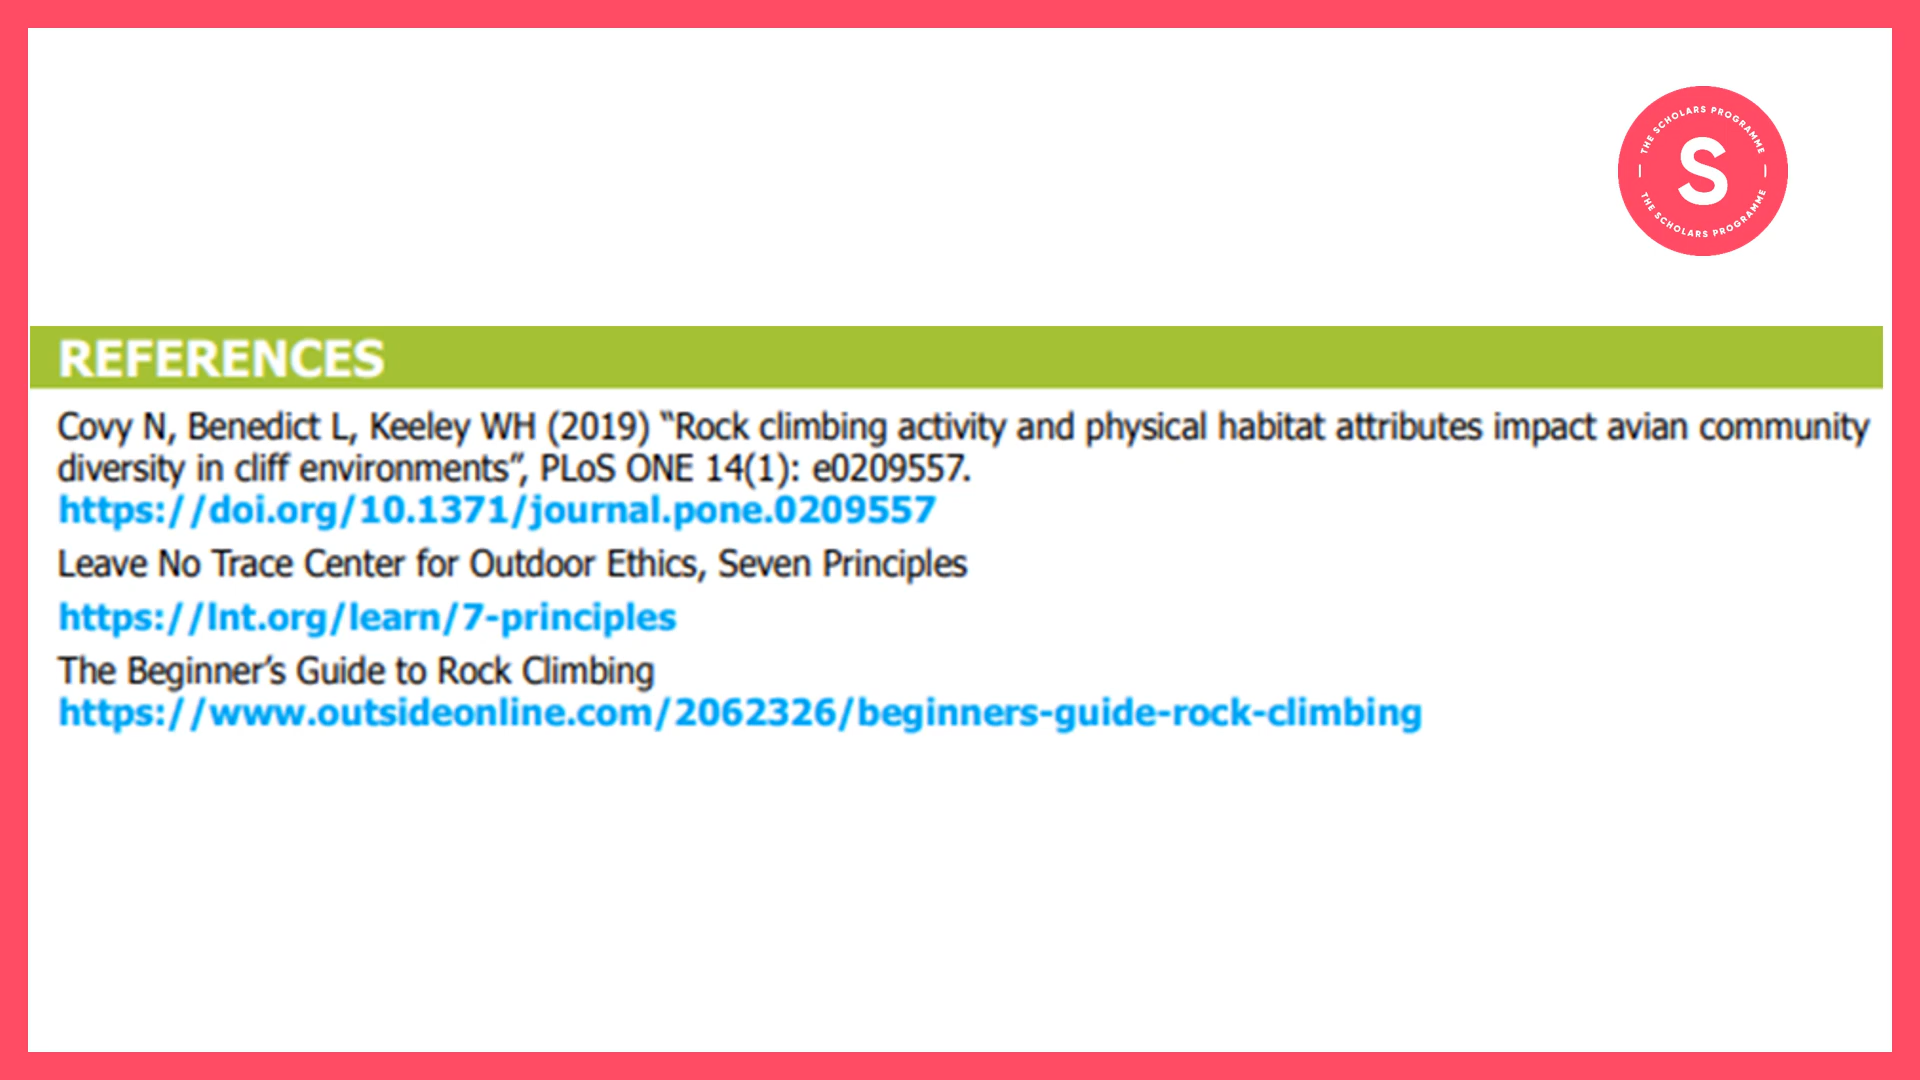 THE SCHOLARS PROGRAMME
S
THE SCHOLARS PROGRAMME
REFERENCES
Covy N, Benedict L, Keeley WH (2019) “Rock climbing activity and physical habitat attributes impact avian community
diversity in cliff environments”, PLoS ONE 14(1): e0209557.
https://doi.org/10.1371/journal.pone.0209557
Leave No Trace Center for Outdoor Ethics, Seven Principles
https://lnt.org/learn/7-principles
The Beginner’s Guide to Rock Climbing
https://www.outsideonline.com/2062326/beginners-guide-rock-climbing